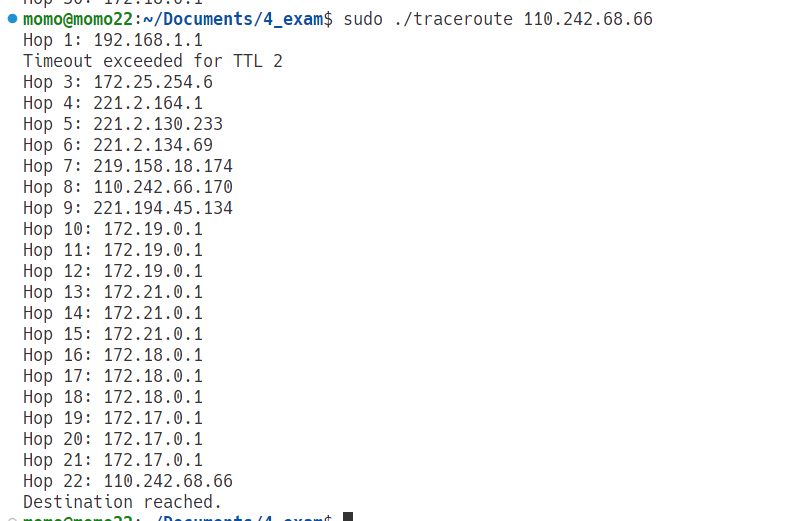 momo@momo22:~/Documents/4_exam$ sudo ./traceroute 110.242.68.66
Hop 1: 192.168.1.1
Timeout exceeded for TTL 2
Hop 3: 172.25.254.6
Hop 4: 221.2.164.1
Hop 5: 221.2.130.233
Hop 6: 221.2.134.69
Hop 7: 219.158.18.174
Hop 8: 110.242.66.170
Hop 9: 221.194.45.134
Hop 10: 172.19.0.1
Hop 11: 172.19.0.1
Hop 12: 172.19.0.1
Hop 13: 172.21.0.1
Hop 14: 172.21.0.1
Hop 15: 172.21.0.1
Hop 16: 172.18.0.1
Hop 17: 172.18.0.1
Hop 18: 172.18.0.1
Hop 19: 172.17.0.1
Hop 20: 172.17.0.1
Hop 21: 172.17.0.1
Hop 22: 110.242.68.66
Destination reached.
momo@momo22:~/Documents/4_exam$